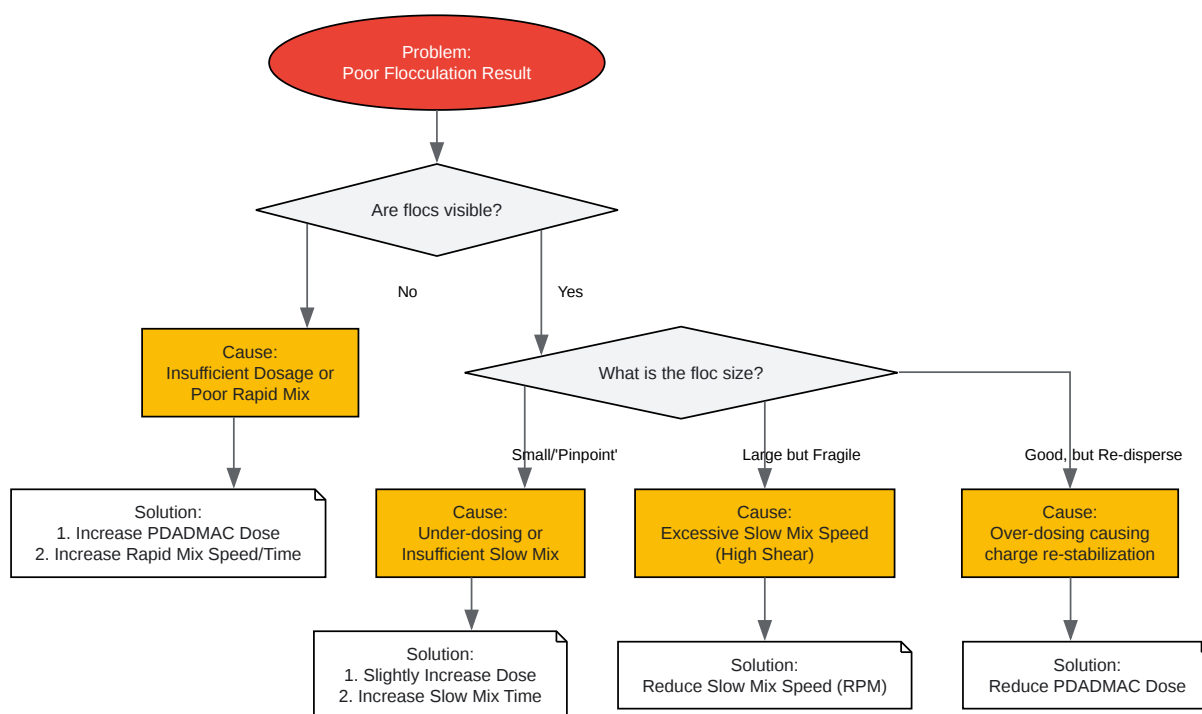 Problem:
Poor Flocculation Result
Are flocs visible?
No
Yes
Cause:
Insufficient Dosage or
Poor Rapid Mix
What is the floc size?
Small/'Pinpoint'
Large but Fragile
Good, but Re-disperse
Solution:
1. Increase PDADMAC Dose
2. Increase Rapid Mix Speed/Time
Cause:
Under-dosing or
Insufficient Slow Mix
Cause:
Excessive Slow Mix Speed
(High Shear)
Cause:
Over-dosing causing
charge re-stabilization
Solution:
1. Slightly Increase Dose
2. Increase Slow Mix Time
Solution:
Reduce Slow Mix Speed (RPM)
Solution:
Reduce PDADMAC Dose